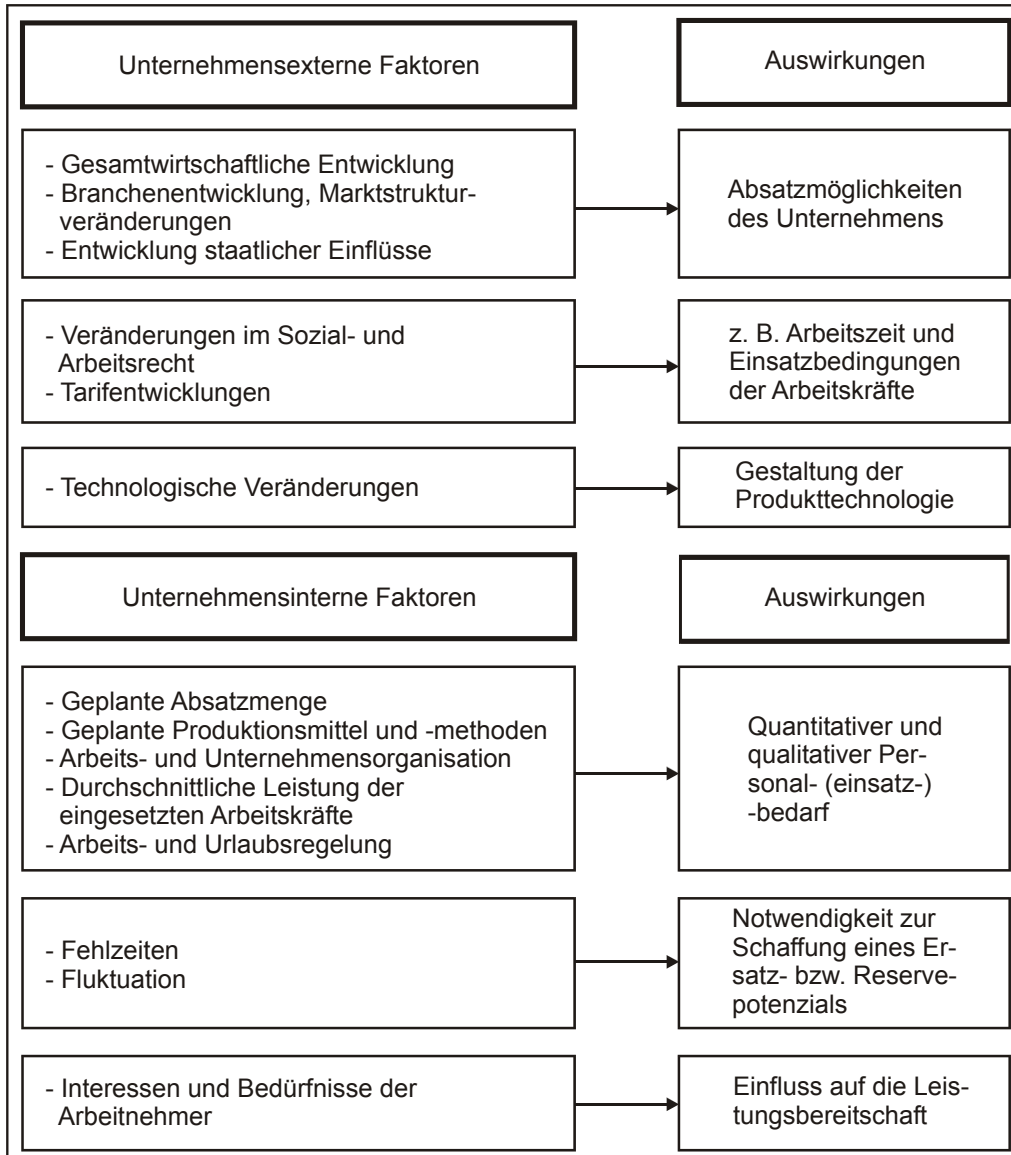 Unternehmensexterne Faktoren
Auswirkungen
- Gesamtwirtschaftliche Entwicklung
- Branchenentwicklung, Marktstruktur-
veränderungen
- Entwicklung staatlicher Einflüsse
Absatzmöglichkeiten
des Unternehmens
- Veränderungen im Sozial- und
Arbeitsrecht
- Tarifentwicklungen
z. B. Arbeitszeit und
Einsatzbedingungen
der Arbeitskräfte
- Technologische Veränderungen
Gestaltung der
Produkttechnologie
Unternehmensinterne Faktoren
Auswirkungen
- Geplante Absatzmenge
- Geplante Produktionsmittel und -methoden
- Arbeits- und Unternehmensorganisation
- Durchschnittliche Leistung der
eingesetzten Arbeitskräfte
- Arbeits- und Urlaubsregelung
Quantitativer und
qualitativer Per-
sonal- (einsatz-)
-bedarf
- Fehlzeiten
- Fluktuation
Notwendigkeit zur
Schaffung eines Er-
satz- bzw. Reserve-
potenzials
- Interessen und Bedürfnisse der
Arbeitnehmer
Einfluss auf die Leis-
tungsbereitschaft